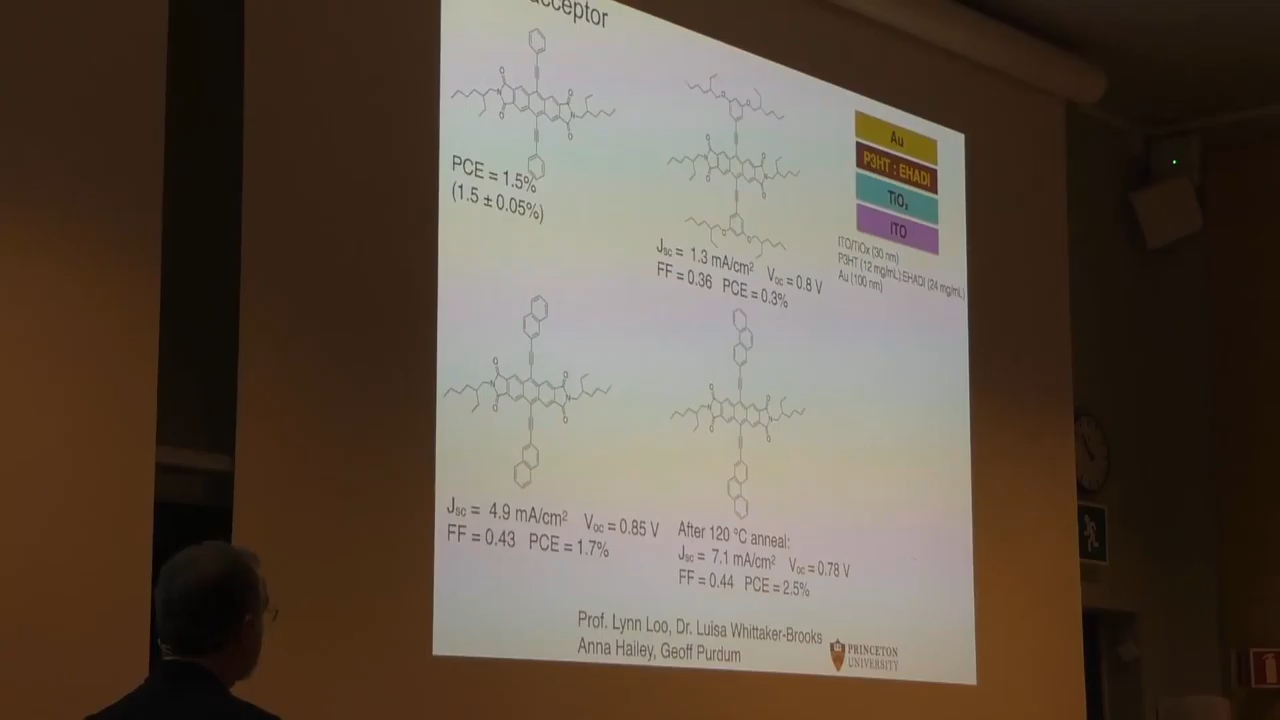 acceptor
PCE = 1.5%
(1.5 ± 0.05%)
Jsc = 1.3 mA/cm² Voc = 0.8 V
FF = 0.36 PCE = 0.3%
Au
P3HT : EHADI
TiOₓ
ITO
ITO/TiOx (30 nm)
P3HT (12 mg/mL):EHADI (24 mg/mL)
Au (100 nm)
Jsc = 4.9 mA/cm² Voc = 0.85 V
FF = 0.43 PCE = 1.7%
After 120 °C anneal:
Jsc = 7.1 mA/cm² Voc = 0.78 V
FF = 0.44 PCE = 2.5%
Prof. Lynn Loo, Dr. Luisa Whittaker-Brooks
Anna Hailey, Geoff Purdum
PRINCETON
UNIVERSITY